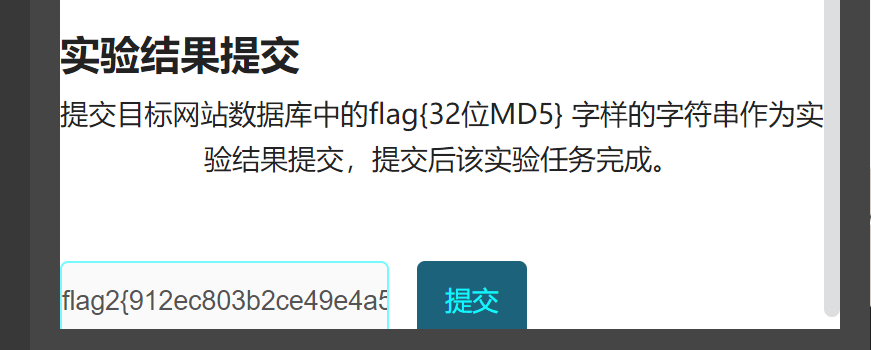 实验结果提交
提交目标网站数据库中的flag{32位MD5} 字样的字符串作为实
验结果提交，提交后该实验任务完成。
flag2{912ec803b2ce49e4a5
提交